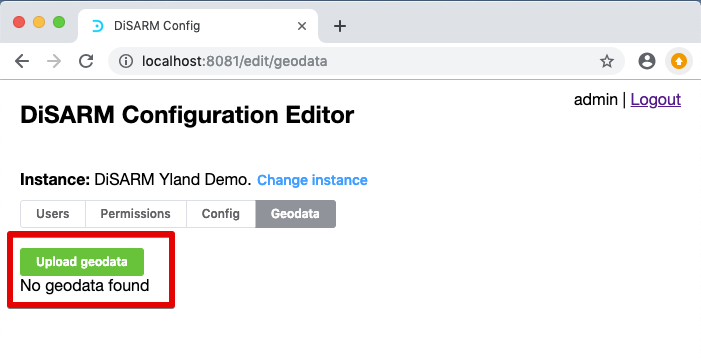 DiSARM Config
localhost:8081/edit/geodata
admin | Logout
DiSARM Configuration Editor
Instance: DiSARM Yland Demo. Change instance
Users Permissions Config Geodata
Upload geodata
No geodata found